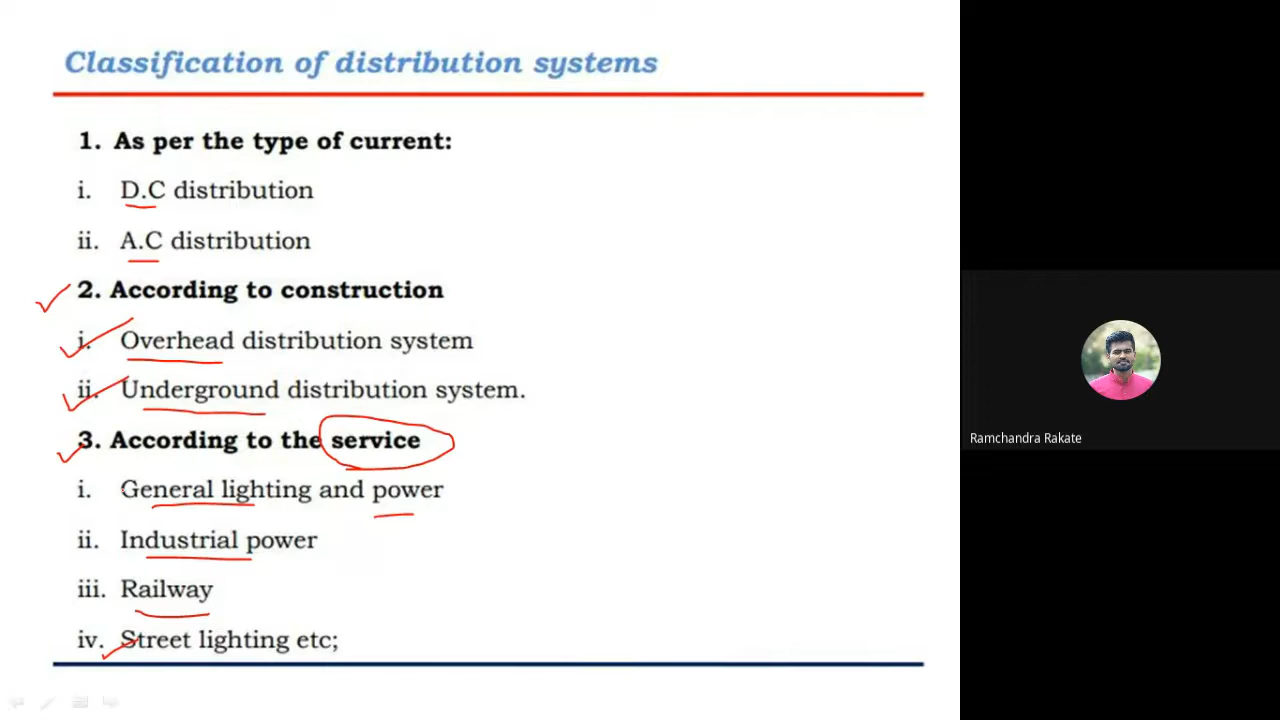 Classification of distribution systems
1. As per the type of current:
i. D.C distribution
ii. A.C distribution
2. According to construction
i. Overhead distribution system
ii. Underground distribution system.
3. According to the service
i. General lighting and power
ii. Industrial power
iii. Railway
iv. Street lighting etc;
Ramchandra Rakate